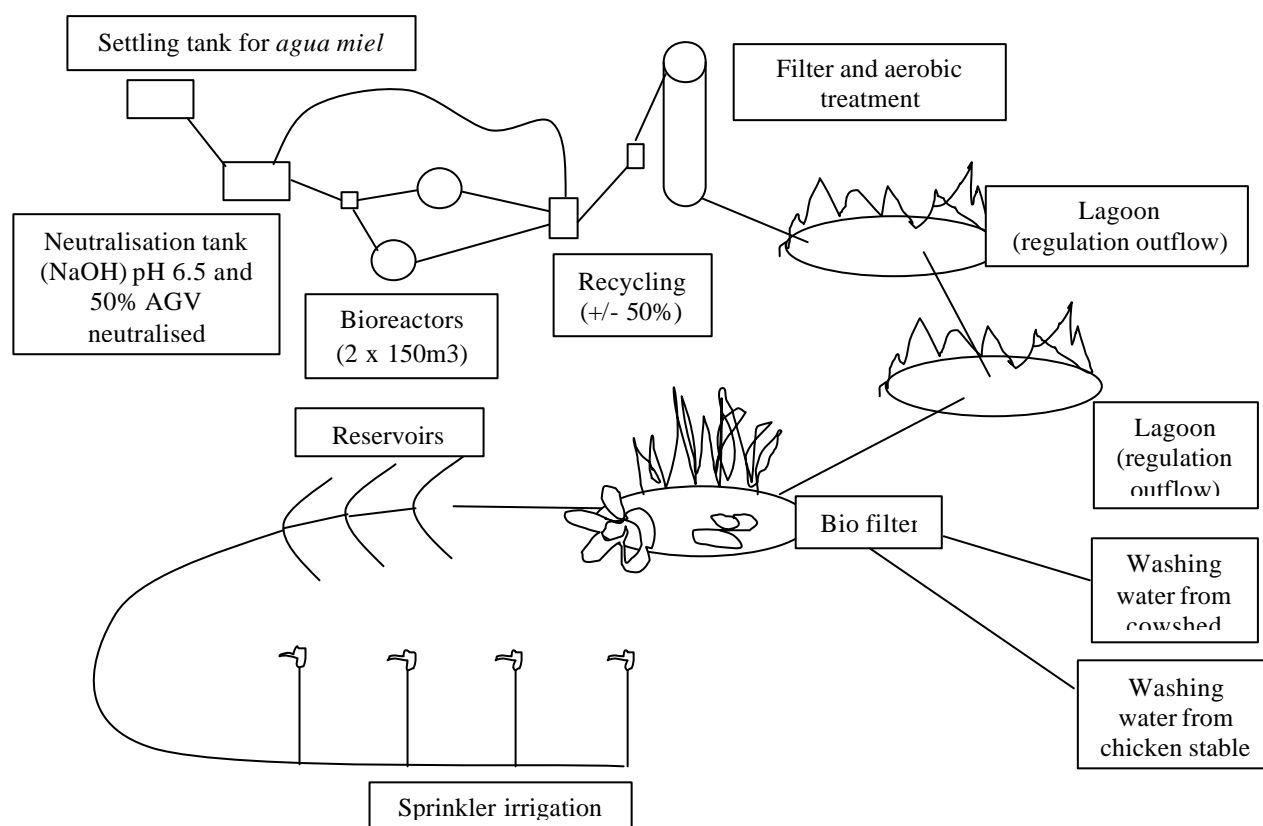 Settling tank for agua miel
Filter and aerobic
treatment
Neutralisation tank
(NaOH) pH 6.5 and
50% AGV
neutralised
Bioreactors
(2 x 150m3)
Recycling
(+/- 50%)
Lagoon
(regulation outflow)
Lagoon
(regulation
outflow)
Reservoirs
Bio filter
Washing
water from
cowshed
Washing
water from
chicken stable
Sprinkler irrigation